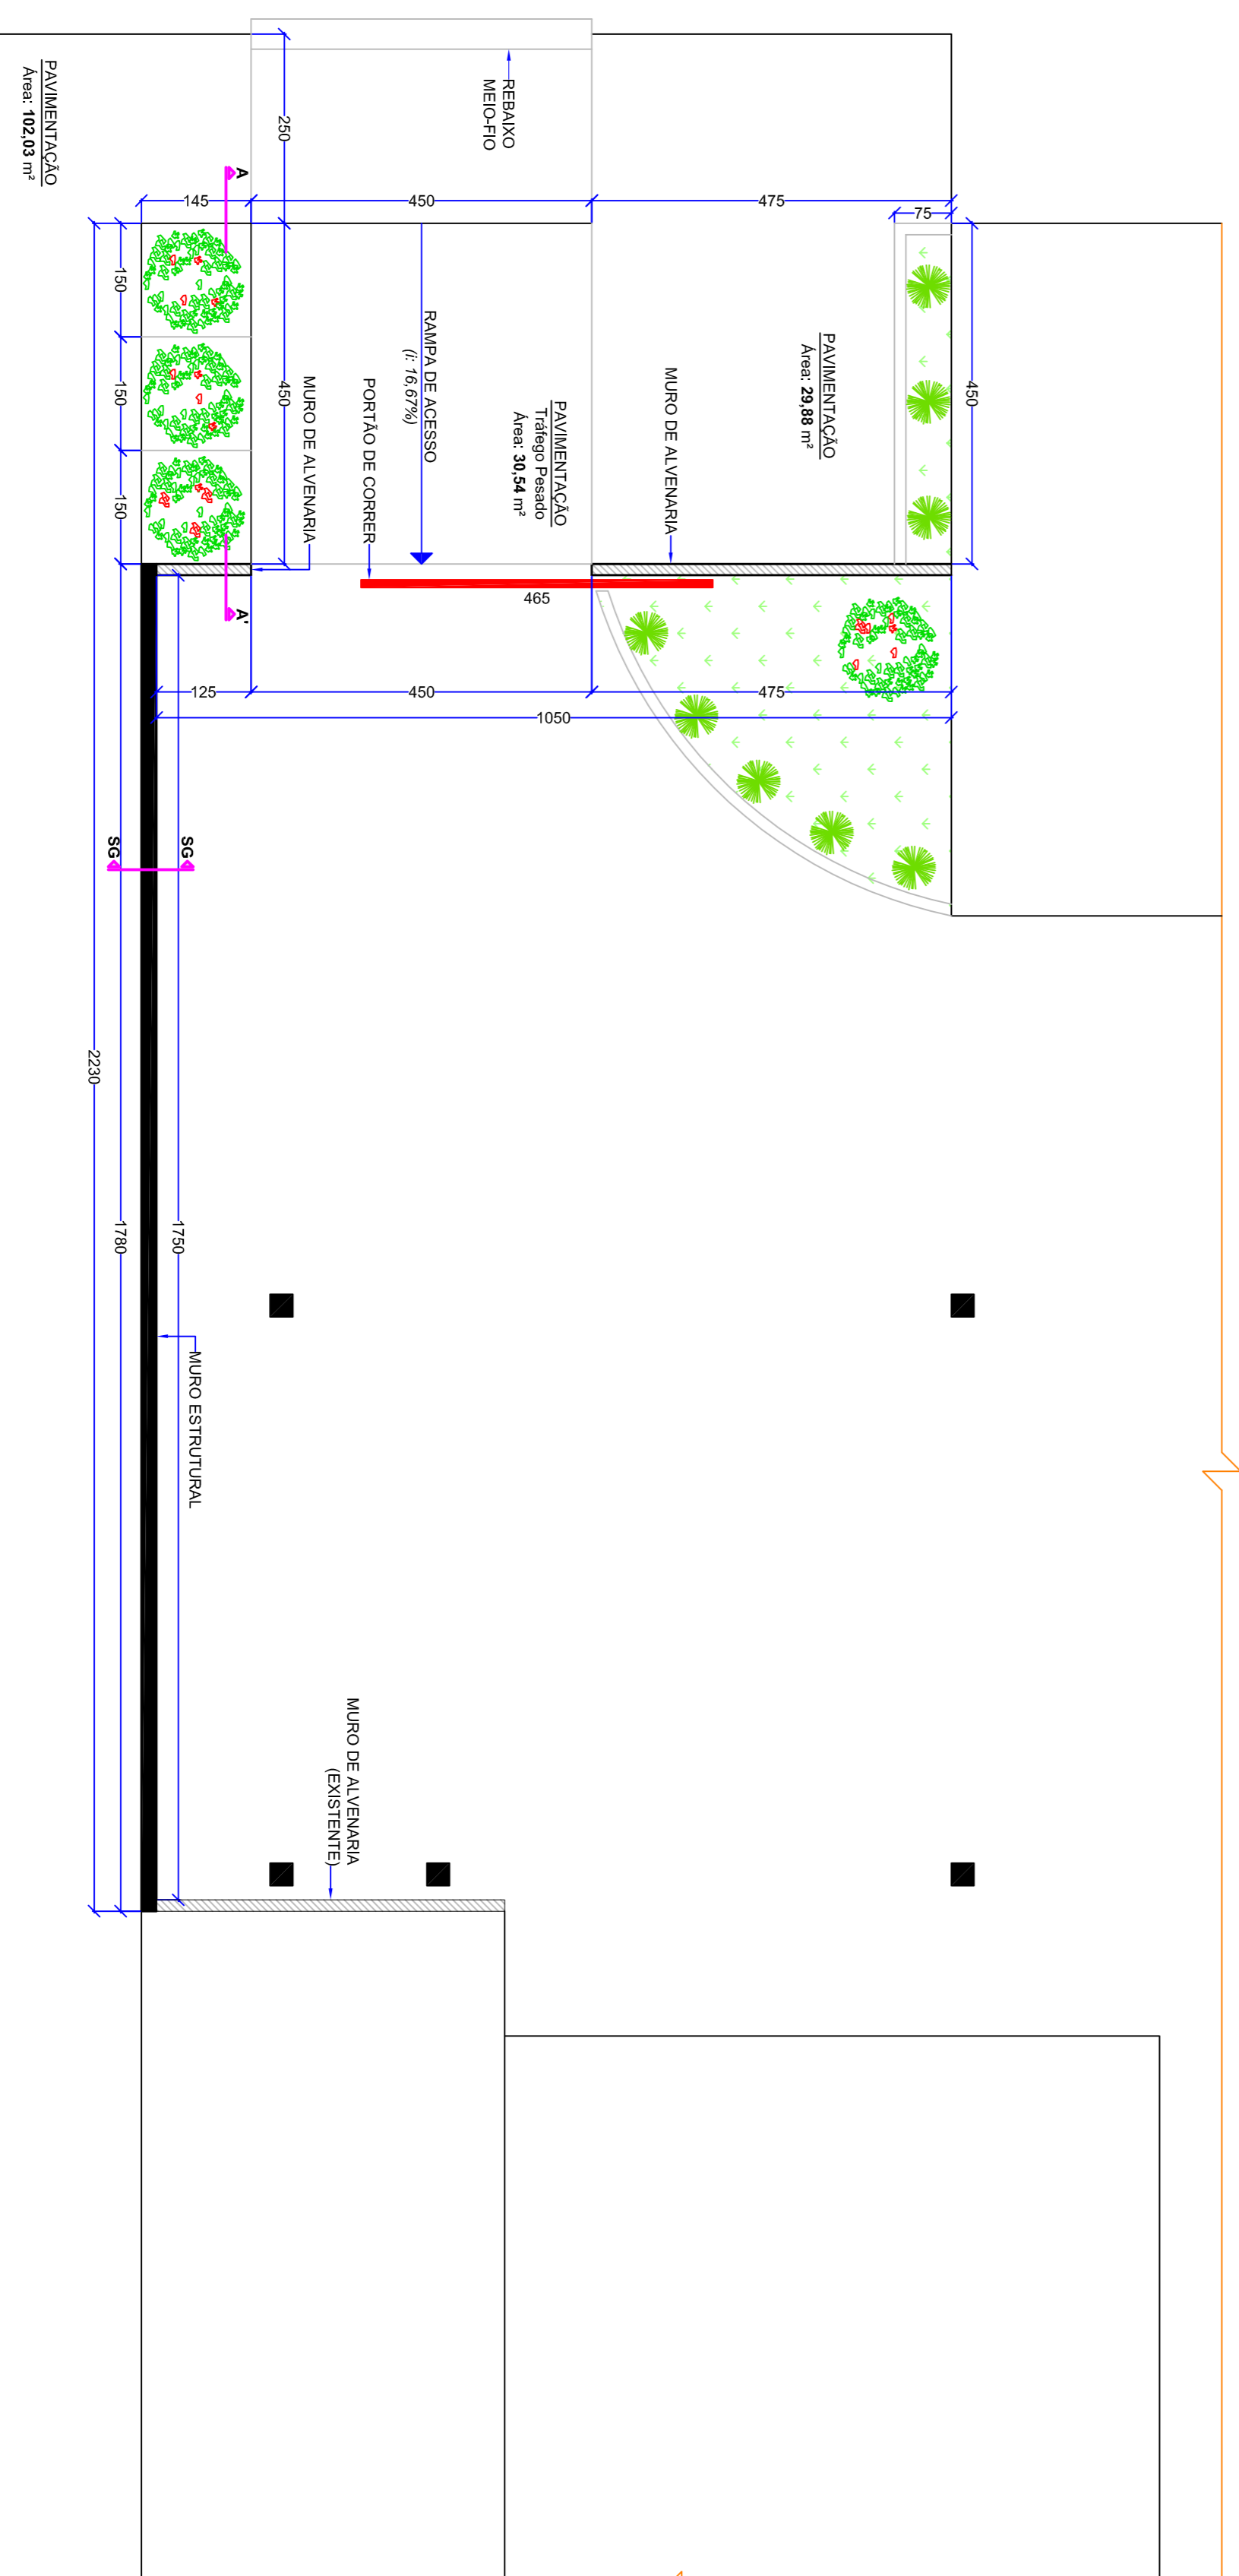 PAVIMENTAÇÃO
Área: 102,03 m²
REBAIXO
MEIO-FIO
250
A
145
450
475
75
150
150
150
450
450
RAMPA DE ACESSO
(i: 16,67%)
MURO DE ALVENARIA
PORTÃO DE CORRER
PAVIMENTAÇÃO
Tráfego Pesado
Área: 30,54 m²
MURO DE ALVENARIA
PAVIMENTAÇÃO
Área: 29,88 m²
465
A'
125
450
475
1050
SG
SG
2230
1780
1750
MURO ESTRUTURAL
MURO DE ALVENARIA
(EXISTENTE)